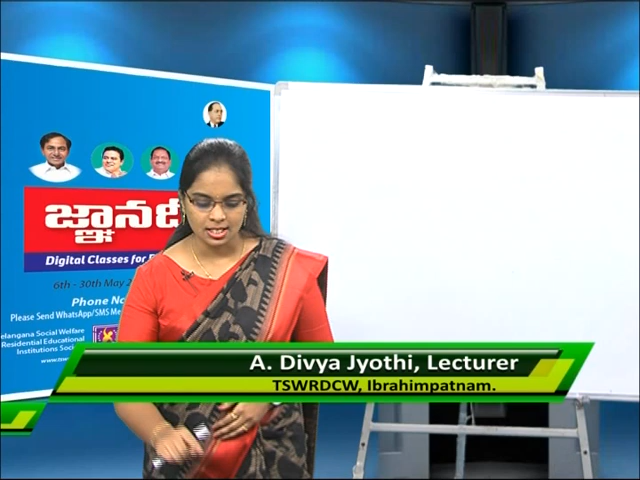 Digital Classes for
6th - 30th May
Phone No
Please Send WhatsApp/SMS
Telangana Social Welfare
Residential Educational
Institutions
www.
A. Divya Jyothi, Lecturer
TSWRDCW, Ibrahimpatnam.